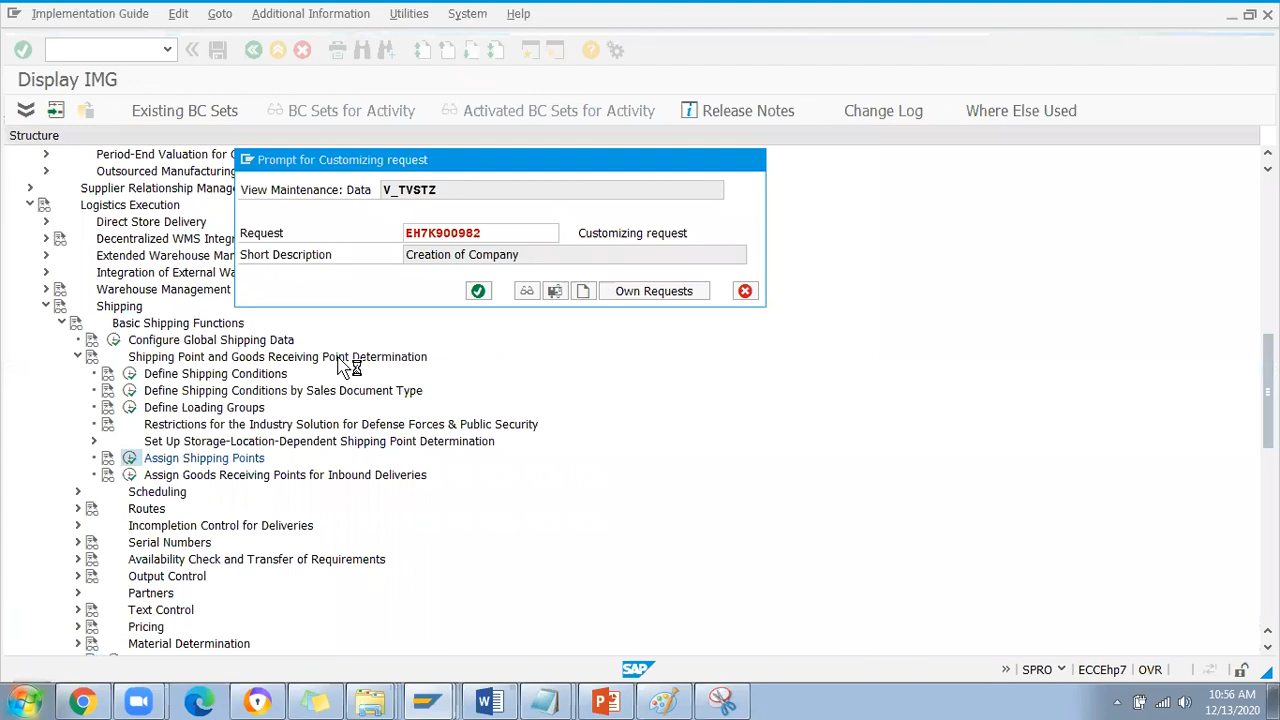 Implementation Guide Edit Goto Additional Information Utilities System Help
Display IMG
Existing BC Sets BC Sets for Activity Activated BC Sets for Activity Release Notes Change Log Where Else Used
Structure
Period-End Valuation for
Outsourced Manufacturing
Supplier Relationship Manage
Logistics Execution
Direct Store Delivery
Decentralized WMS Integr
Extended Warehouse Man
Integration of External Wa
Warehouse Management
Shipping
Basic Shipping Functions
Configure Global Shipping Data
Shipping Point and Goods Receiving Point Determination
Define Shipping Conditions
Define Shipping Conditions by Sales Document Type
Define Loading Groups
Restrictions for the Industry Solution for Defense Forces & Public Security
Set Up Storage-Location-Dependent Shipping Point Determination
Assign Shipping Points
Assign Goods Receiving Points for Inbound Deliveries
Scheduling
Routes
Incompletion Control for Deliveries
Serial Numbers
Availability Check and Transfer of Requirements
Output Control
Partners
Text Control
Pricing
Material Determination
Prompt for Customizing request
View Maintenance: Data V_TVSTZ
Request EH7K900982 Customizing request
Short Description Creation of Company
Own Requests
SAP
SPRO ECCEhp7 OVR
10:56 AM
12/13/2020